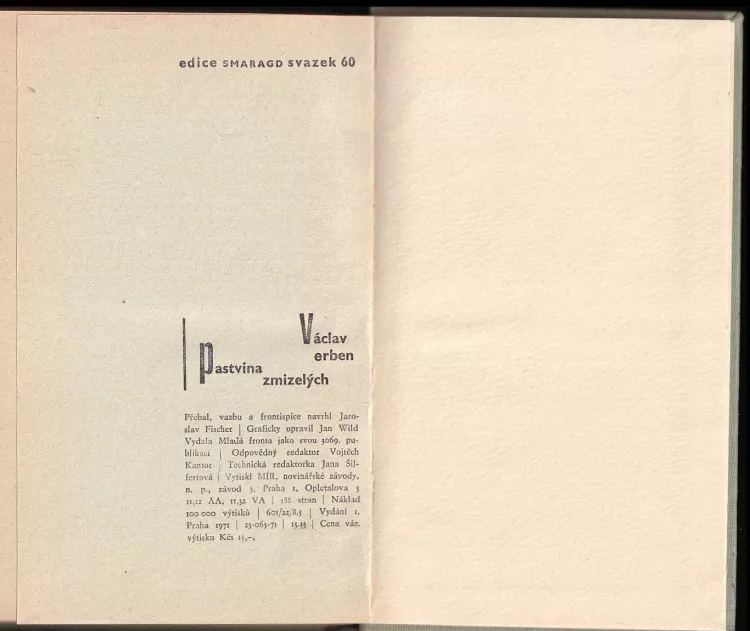 edice SMARAGD svazek 60
Václav
erben
Pastvina
zmizelých
Přebal, vazbu a frontispice navrhl Jaro-
slav Fischer | Graficky upravil Jan Wild
Vydala Mladá fronta jako svou 3069. pu-
blikaci | Odpovědný redaktor Vojtěch
Kantor | Technická redaktorka Jana Šil-
fertová | Vytiskl MÍR, novinářské závody,
n. p., závod 3, Praha 1, Opletalova 5
11,12 AA, 11,32 VA | 188 stran | Náklad
100 000 výtisků | 601/22/8.5 | Vydání 1.
Praha 1971 | 23-065-71 | 13.33 | Cena váz.
výtisku Kčs 15,–,